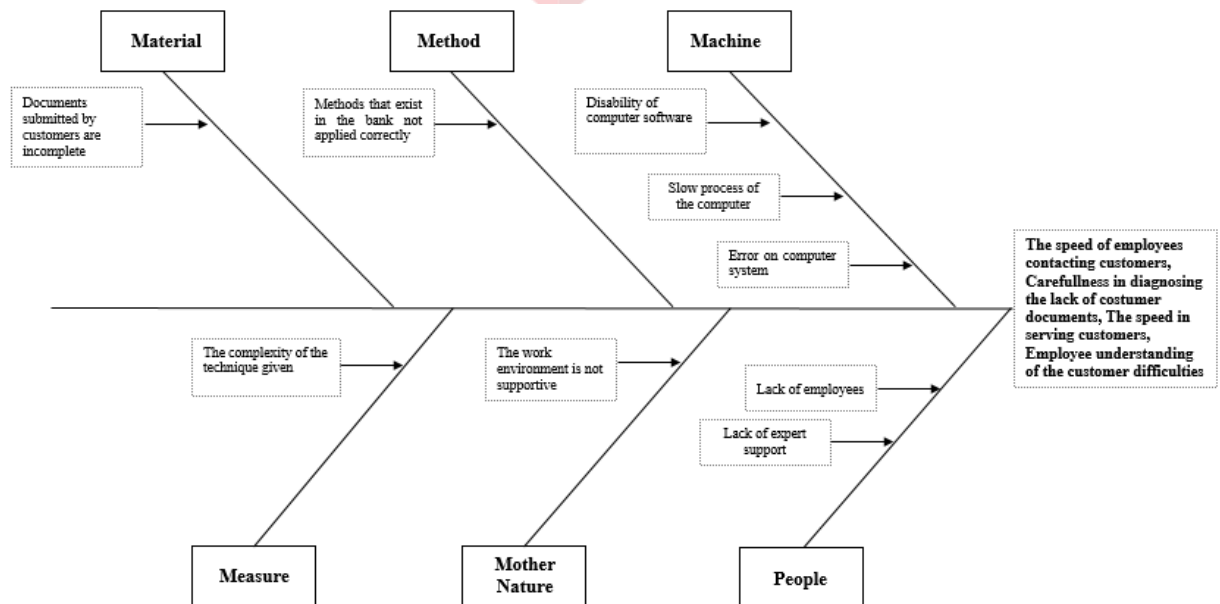 Material
Method
Machine
Documents
submitted by
customers are
incomplete
Methods that exist
in the bank not
applied correctly
Disability of
computer software
Slow process of
the computer
Error on computer
system
The speed of employees
contacting customers,
Carefullness in diagnosing
the lack of costumer
documents, The speed in
serving customers,
Employee understanding
of the customer difficulties
The complexity of the
technique given
The work
environment is not
supportive
Lack of employees
Lack of expert
support
Measure
Mother
Nature
People